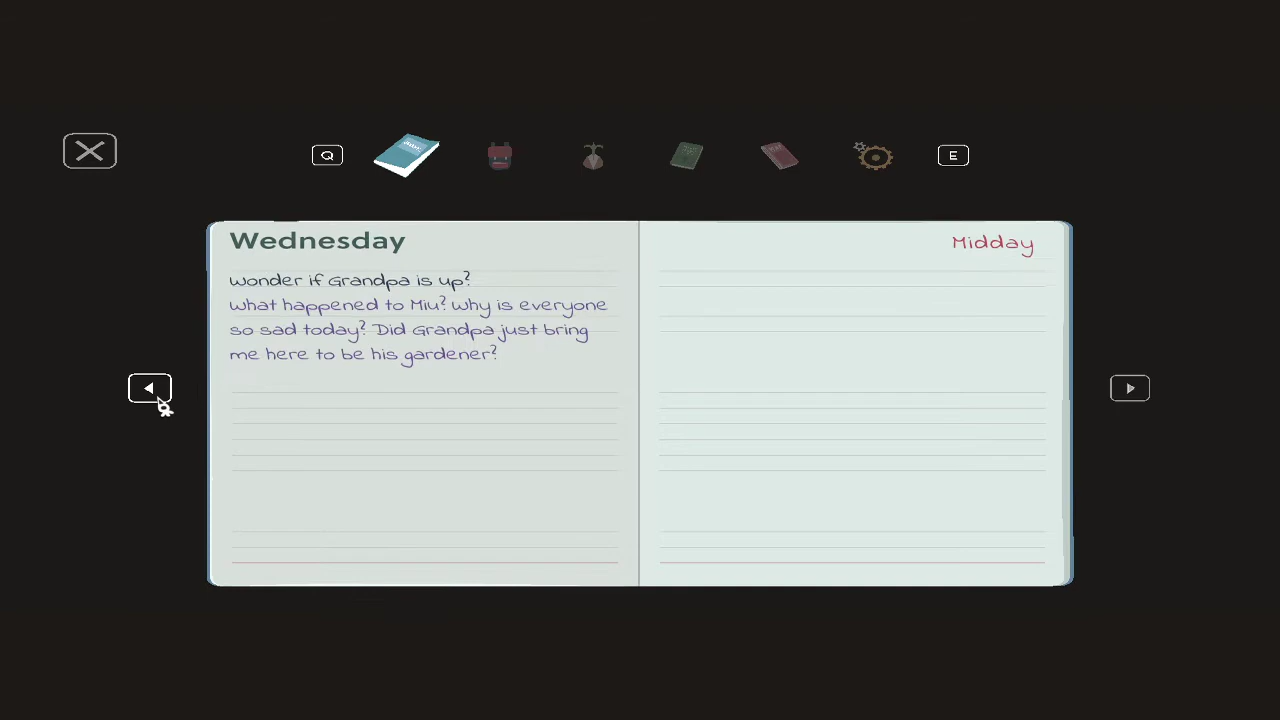 Q
E
Wednesday
Midday
Wonder if Grandpa is up?
What happened to Miu? Why is everyone
so sad today? Did Grandpa just bring
me here to be his gardener?